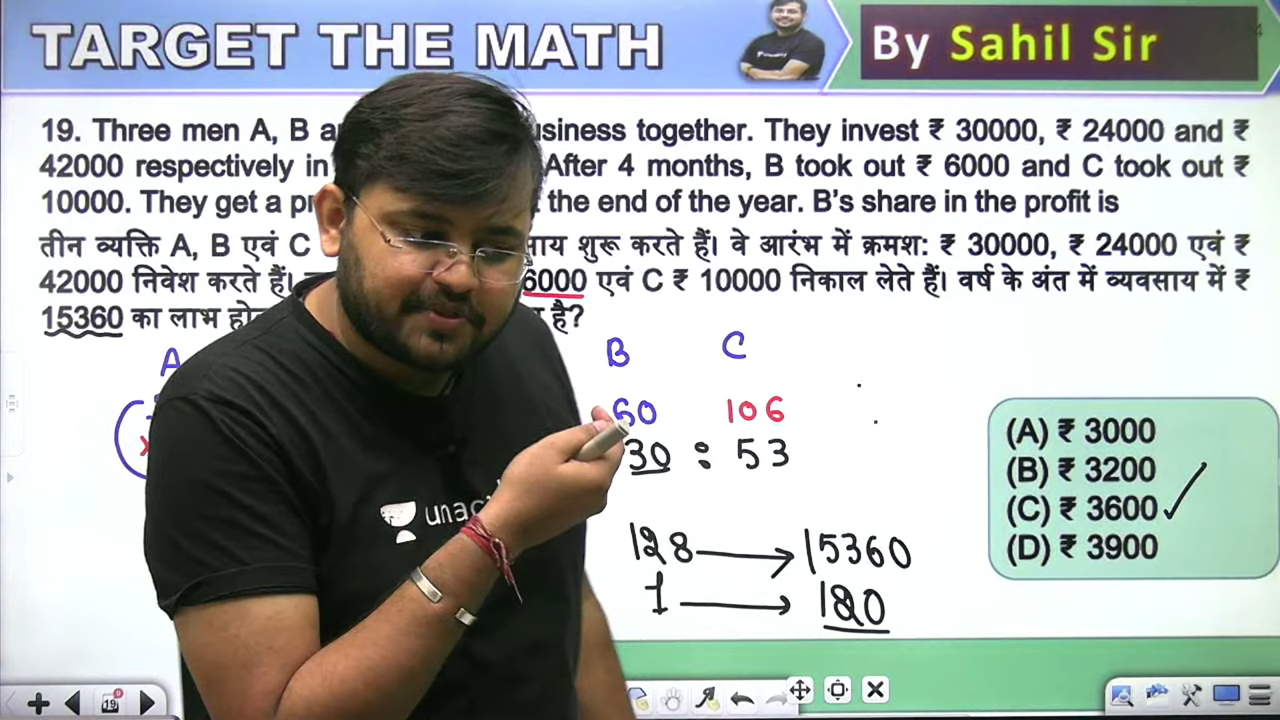 TARGET THE MATH
By Sahil Sir
19. Three men A, B usiness together. They invest ₹ 30000, ₹ 24000 and ₹
42000 respectively in After 4 months, B took out ₹ 6000 and C took out ₹
10000. They get a the end of the year. B's share in the profit is
तीन व्यक्ति A, B एवं C शुरू करते हैं। वे आरंभ में क्रमश: ₹ 30000, ₹ 24000 एवं ₹
42000 निवेश करते हैं। 6000 एवं C ₹ 10000 निकाल लेते हैं। वर्ष के अंत में व्यवसाय में ₹
15360 का लाभ है?
A B C
60 106
30 : 53
128 → 15360
1 → 120
(A) ₹ 3000
(B) ₹ 3200
(C) ₹ 3600 ✓
(D) ₹ 3900
unac
19